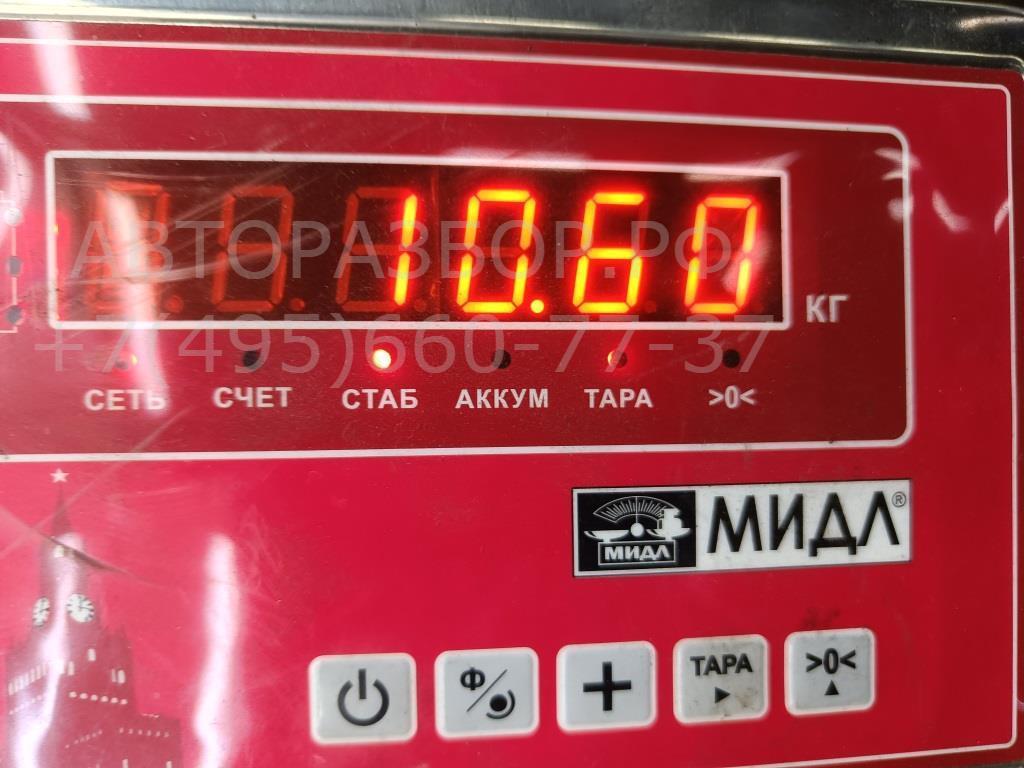 10.60
КГ
АВТОРАЗБОР.РФ
+7(495)660-77-37
СЕТЬ СЧЕТ СТАБ АККУМ ТАРА >0<
МИДЛ МИДЛ®
Ф ТАРА >0<